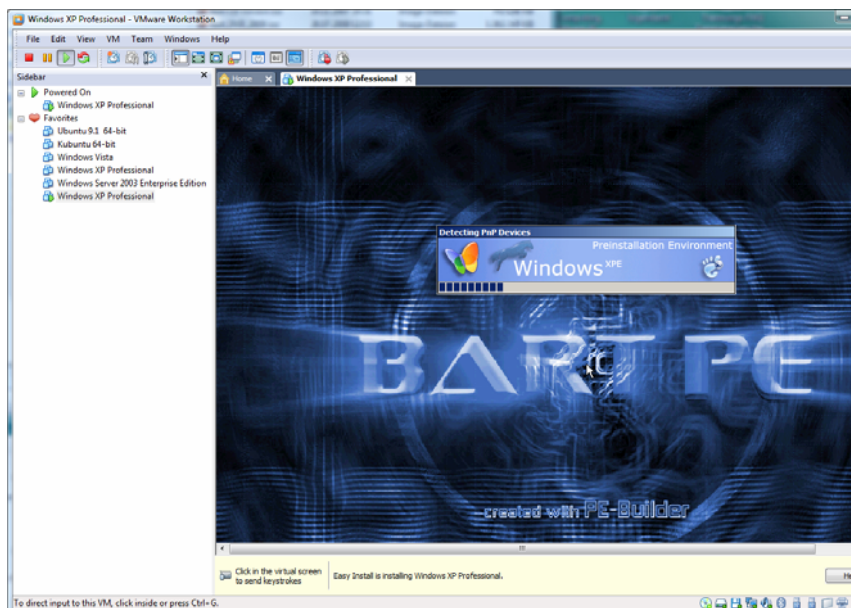 Windows XP Professional - VMware Workstation
File Edit View VM Team Windows Help
Sidebar
Home
Windows XP Professional
Powered On
Windows XP Professional
Favorites
Ubuntu 9.1 64-bit
Kubuntu 64-bit
Windows Vista
Windows XP Professional
Windows Server 2003 Enterprise Edition
Windows XP Professional
Detecting PnP Devices
Preinstallation Environment
Windows XPE
BART PE
created with PE-Builder
Click in the virtual screen
to send keystrokes
Easy Install is installing Windows XP Professional.
To direct input to this VM, click inside or press Ctrl+G.